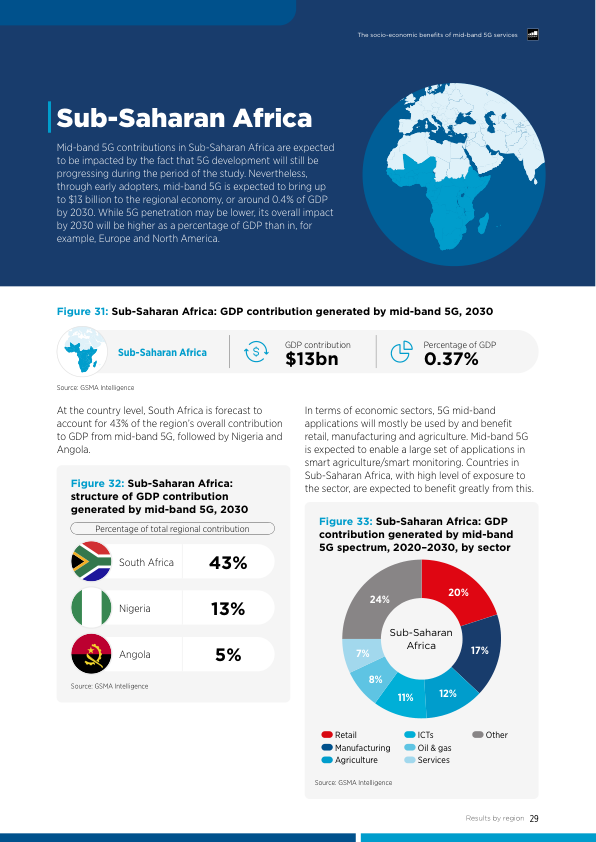 The socio-economic benefits of mid-band 5G services
Sub-Saharan Africa
Mid-band 5G contributions in Sub-Saharan Africa are expected
to be impacted by the fact that 5G development will still be
progressing during the period of the study. Nevertheless,
through early adopters, mid-band 5G is expected to bring up
to $13 billion to the regional economy, or around 0.4% of GDP
by 2030. While 5G penetration may be lower, its overall impact
by 2030 will be higher as a percentage of GDP than in, for
example, Europe and North America.
Figure 31: Sub-Saharan Africa: GDP contribution generated by mid-band 5G, 2030
Sub-Saharan Africa
$
GDP contribution
$13bn
Percentage of GDP
0.37%
Source: GSMA Intelligence
At the country level, South Africa is forecast to
account for 43% of the region's overall contribution
to GDP from mid-band 5G, followed by Nigeria and
Angola.
Figure 32: Sub-Saharan Africa:
structure of GDP contribution
generated by mid-band 5G, 2030
Percentage of total regional contribution
South Africa 43%
Nigeria 13%
Angola 5%
Source: GSMA Intelligence
In terms of economic sectors, 5G mid-band
applications will mostly be used by and benefit
retail, manufacturing and agriculture. Mid-band 5G
is expected to enable a large set of applications in
smart agriculture/smart monitoring. Countries in
Sub-Saharan Africa, with high level of exposure to
the sector, are expected to benefit greatly from this.
Figure 33: Sub-Saharan Africa: GDP
contribution generated by mid-band
5G spectrum, 2020–2030, by sector
20%
17%
12%
11%
8%
7%
24%
Sub-Saharan
Africa
Retail
Manufacturing
Agriculture
ICTs
Oil & gas
Services
Other
Source: GSMA Intelligence
Results by region 29